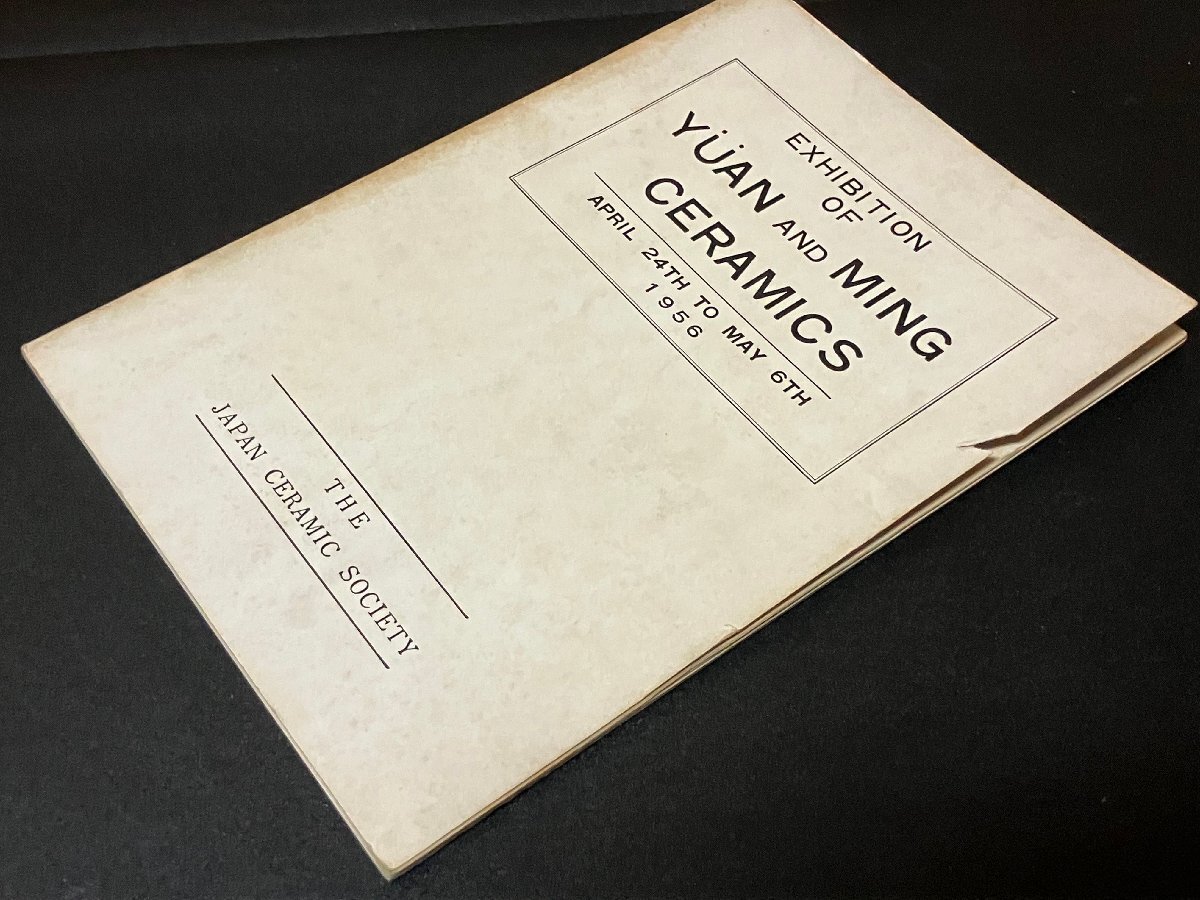 EXHIBITION
OF
YÜAN AND MING
CERAMICS
APRIL 24TH TO MAY 6TH
1956
THE
JAPAN CERAMIC SOCIETY